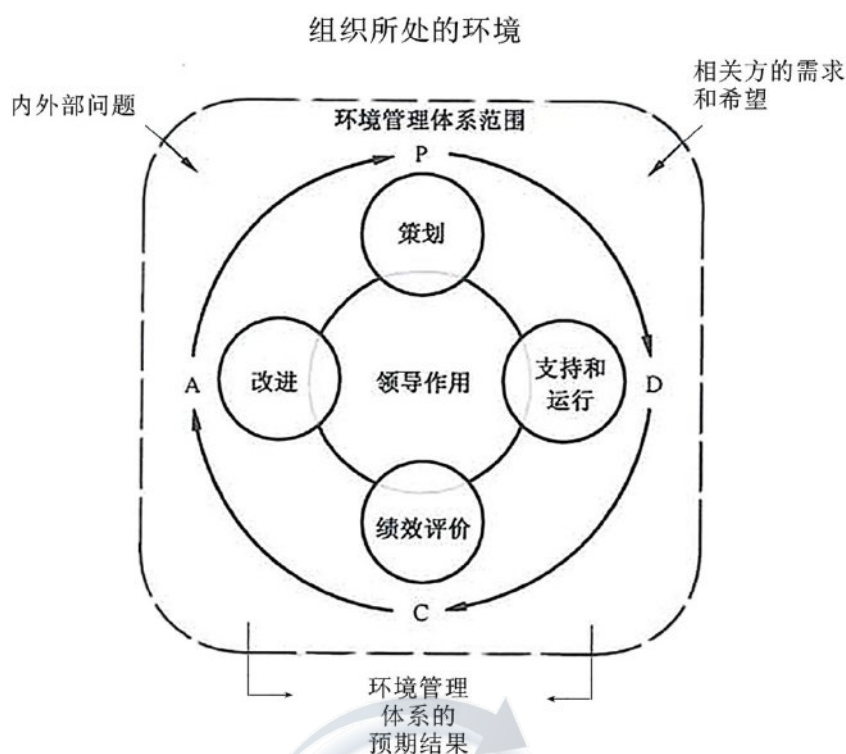 组织所处的环境
内外部问题
相关方的需求
和希望
环境管理体系范围
P
策划
A
改进
领导作用
支持和
运行
D
绩效评价
C
环境管理
体系的
预期结果